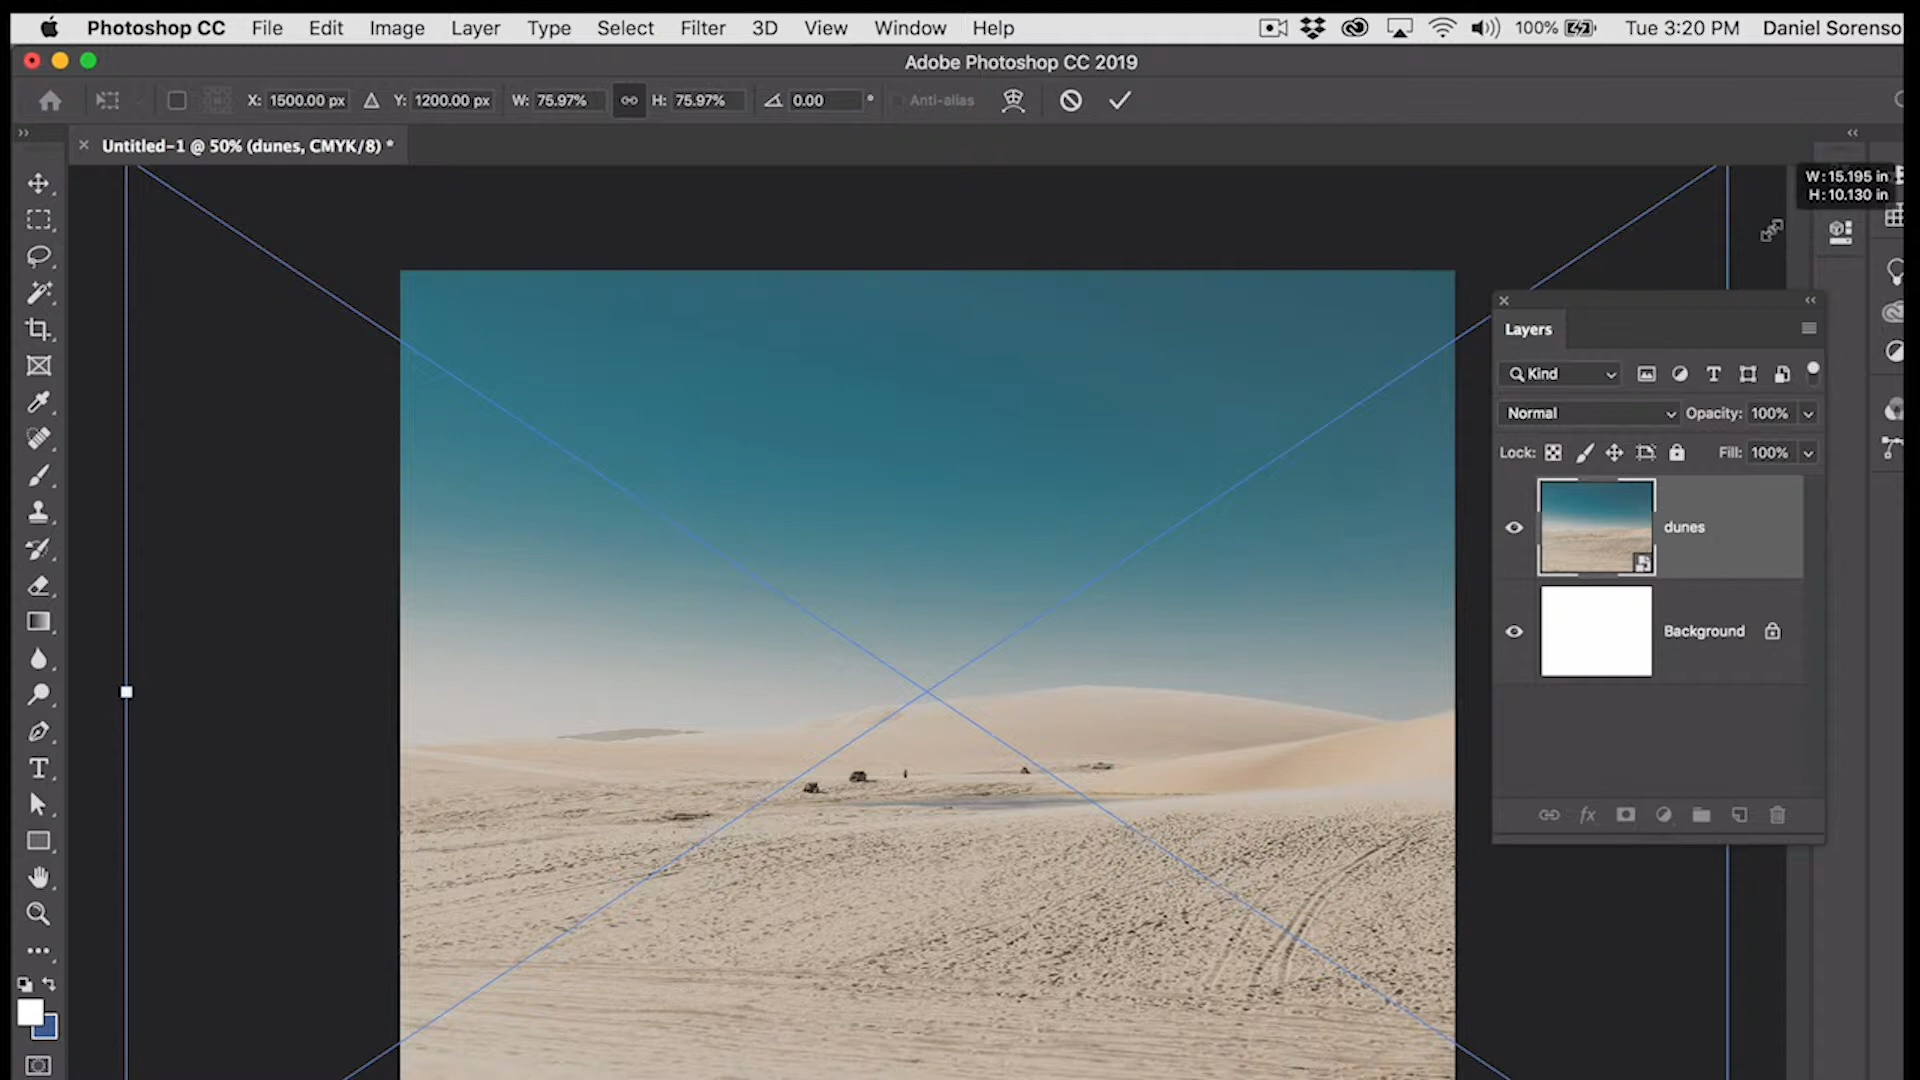 Photoshop CC File Edit Image Layer Type Select Filter 3D View Window Help 100% Tue 3:20 PM Daniel Sorenso
Adobe Photoshop CC 2019
X: 1500.00 px Y: 1200.00 px W: 75.97% H: 75.97% 0.00 ° Anti-alias
Untitled-1 @ 50% (dunes, CMYK/8) *
W: 15.195 in
H: 10.130 in
Layers
Kind
Normal Opacity: 100%
Lock: Fill: 100%
dunes
Background